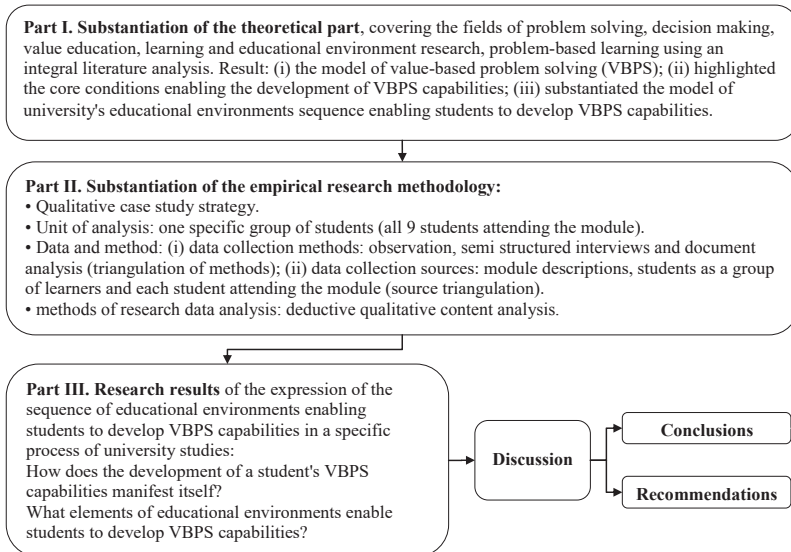 Part I. Substantiation of the theoretical part, covering the fields of problem solving, decision making,
value education, learning and educational environment research, problem-based learning using an
integral literature analysis. Result: (i) the model of value-based problem solving (VBPS); (ii) highlighted
the core conditions enabling the development of VBPS capabilities; (iii) substantiated the model of
university's educational environments sequence enabling students to develop VBPS capabilities.
Part II. Substantiation of the empirical research methodology:
• Qualitative case study strategy.
• Unit of analysis: one specific group of students (all 9 students attending the module).
• Data and method: (i) data collection methods: observation, semi structured interviews and document
analysis (triangulation of methods); (ii) data collection sources: module descriptions, students as a group
of learners and each student attending the module (source triangulation).
• methods of research data analysis: deductive qualitative content analysis.
Part III. Research results of the expression of the
sequence of educational environments enabling
students to develop VBPS capabilities in a specific
process of university studies:
How does the development of a student's VBPS
capabilities manifest itself?
What elements of educational environments enable
students to develop VBPS capabilities?
Discussion
Conclusions
Recommendations